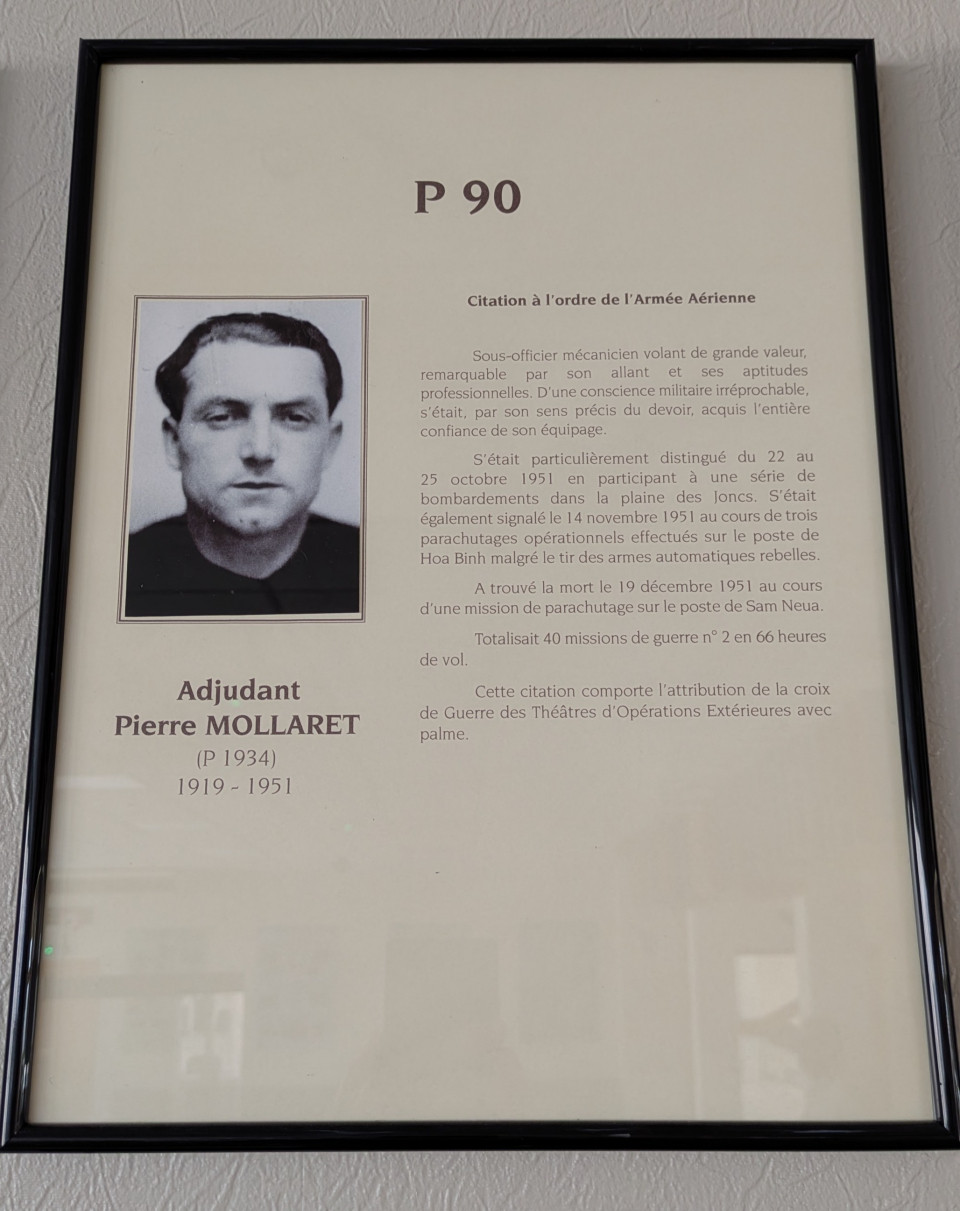 P 90
Citation à l'ordre de l'Armée Aérienne
Sous-officier mécanicien volant de grande valeur,
remarquable par son allant et ses aptitudes
professionnelles. D'une conscience militaire irréprochable,
s'était, par son sens précis du devoir, acquis l'entière
confiance de son équipage.
S'était particulièrement distingué du 22 au
25 octobre 1951 en participant à une série de
bombardements dans la plaine des Joncs. S'était
également signalé le 14 novembre 1951 au cours de trois
parachutages opérationnels effectués sur le poste de
Hoa Binh malgré le tir des armes automatiques rebelles.
A trouvé la mort le 19 décembre 1951 au cours
d'une mission de parachutage sur le poste de Sam Neua.
Totalisait 40 missions de guerre n° 2 en 66 heures
de vol.
Cette citation comporte l'attribution de la croix
de Guerre des Théâtres d'Opérations Extérieures avec
palme.
Adjudant
Pierre MOLLARET
(P 1934)
1919 - 1951